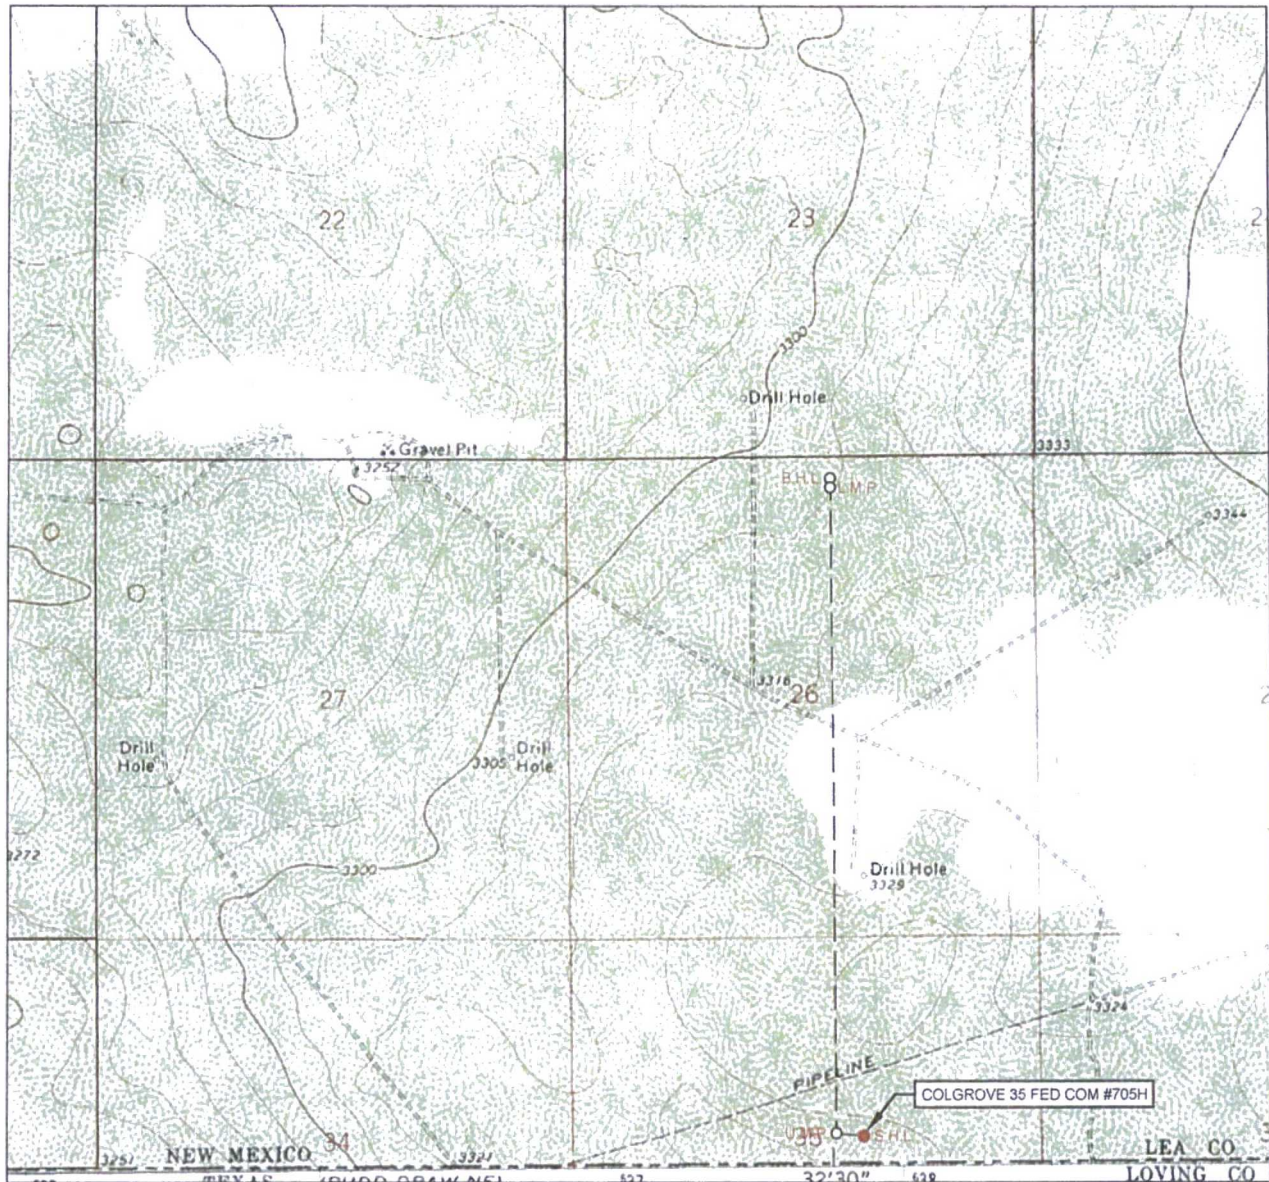 22
23
3300
Drill Hole
Gravel Pit
3252
3333
B.H.L.
L.M.P.
3344
27
3316
26
Drill
Hole
3305
Drill
Hole
3272
3300
Drill Hole
3329
3324
PIPELINE
COLGROVE 35 FED COM #705H
U.M.P.
35
S.H.L.
34
NEW MEXICO
3251
3321
LEA CO
TEXAS
32'30"
LOVING CO